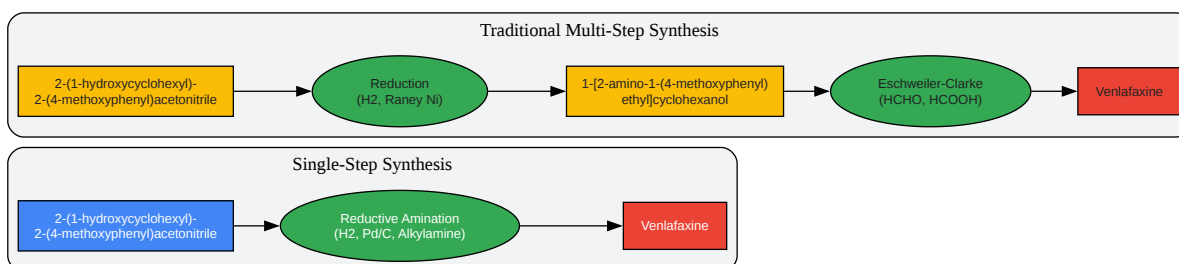 Traditional Multi-Step Synthesis
2-(1-hydroxycyclohexyl)-
2-(4-methoxyphenyl)acetonitrile
Reduction
(H2, Raney Ni)
1-[2-amino-1-(4-methoxyphenyl)
ethyl]cyclohexanol
Eschweiler-Clarke
(HCHO, HCOOH)
Venlafaxine
Single-Step Synthesis
2-(1-hydroxycyclohexyl)-
2-(4-methoxyphenyl)acetonitrile
Reductive Amination
(H2, Pd/C, Alkylamine)
Venlafaxine